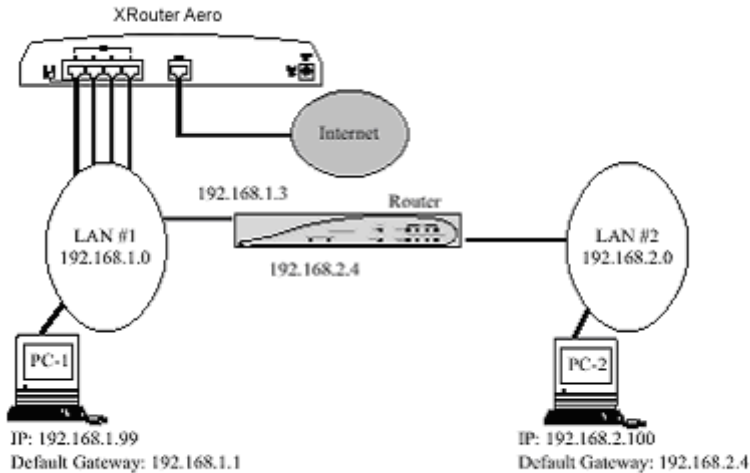 XRouter Aero
Internet
192.168.1.3
Router
LAN #1
192.168.1.0
LAN #2
192.168.2.0
192.168.2.4
PC-1
PC-2
IP: 192.168.1.99
Default Gateway: 192.168.1.1
IP: 192.168.2.100
Default Gateway: 192.168.2.4